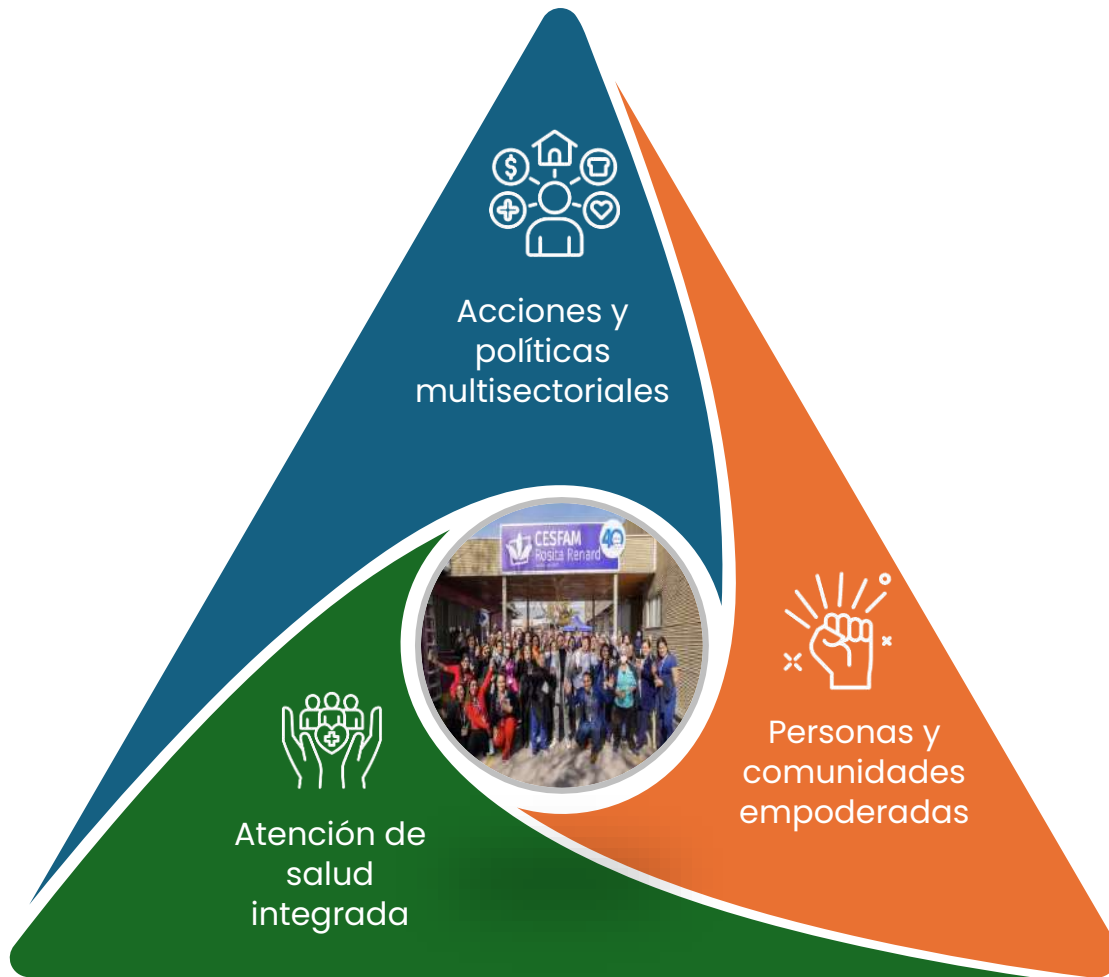 $
Acciones y
políticas
multisectoriales
CESFAM
Rosita Renard
40
Personas y
comunidades
empoderadas
Atención de
salud
integrada